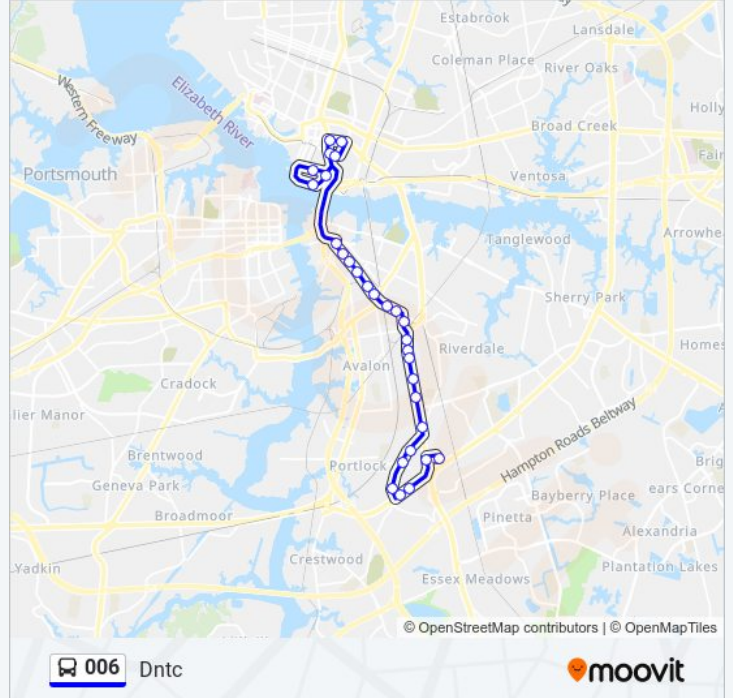 Estabrook
Lansdale
Coleman Place
River Oaks
Elizabeth River
Western Freeway
Holly
Broad Creek
Fair
Portsmouth
Ventosa
Tanglewood
Arrowhe
Sherry Park
Riverdale
Homes
Avalon
Cradock
lier Manor
Hampton Roads Beltway
Brentwood
Portlock
Brig
Geneva Park
Bayberry Place
ears Corne
Broadmoor
Pinetta
Alexandria
Crestwood
Yadkin
Plantation Lakes
Essex Meadows
© OpenStreetMap contributors | © OpenMapTiles
006 Dntc
moovit